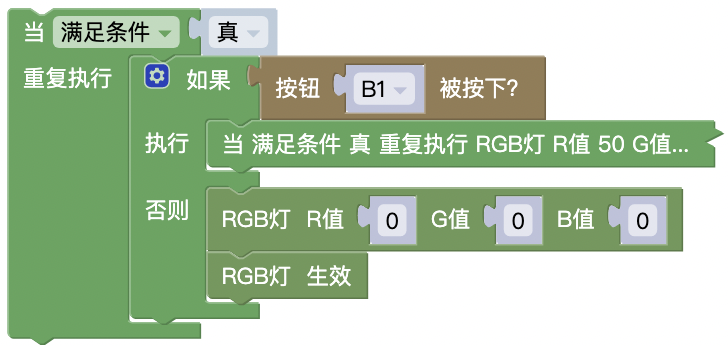 当 满足条件 真
重复执行 如果 按钮 B1 被按下?
执行 当 满足条件 真 重复执行 RGB灯 R值 50 G值...
否则 RGB灯 R值 0 G值 0 B值 0
RGB灯 生效